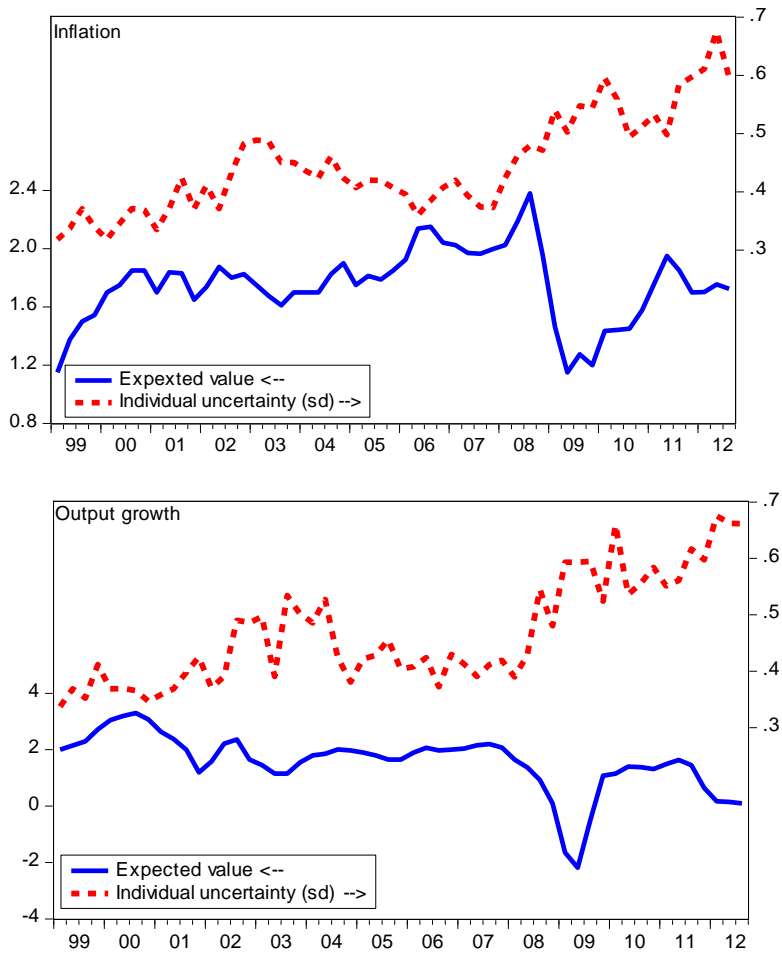 Inflation
.7
.6
.5
.4
.3
2.4
2.0
1.6
1.2
0.8
Expexted value <--
Individual uncertainty (sd) -->
99 00 01 02 03 04 05 06 07 08 09 10 11 12
Output growth
.7
.6
.5
.4
.3
4
2
0
-2
-4
Expected value <--
Individual uncertainty (sd) -->
99 00 01 02 03 04 05 06 07 08 09 10 11 12